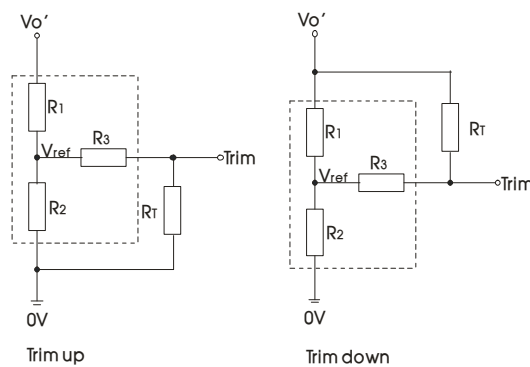 Vo'
R1
R3
Vref
Trim
R2
RT
0V
Trim up
Vo'
R1
RT
R3
Vref
Trim
R2
0V
Trim down